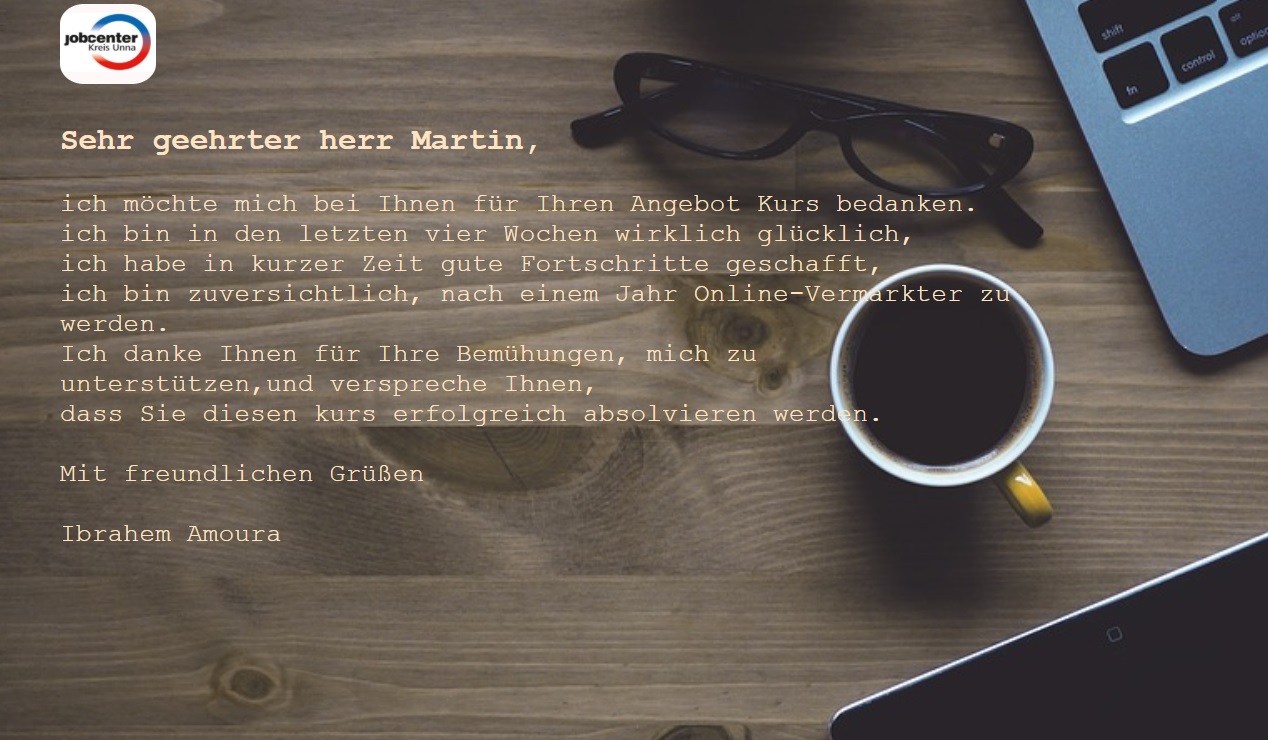 jobcenter
Kreis Unna
shift
alt
option
fn
control
Sehr geehrter herr Martin,
ich möchte mich bei Ihnen für Ihren Angebot Kurs bedanken.
ich bin in den letzten vier Wochen wirklich glücklich,
ich habe in kurzer Zeit gute Fortschritte geschafft,
ich bin zuversichtlich, nach einem Jahr Online-Vermarkter zu
werden.
Ich danke Ihnen für Ihre Bemühungen, mich zu
unterstützen,und verspreche Ihnen,
dass Sie diesen kurs erfolgreich absolvieren werden.
Mit freundlichen Grüßen
Ibrahem Amoura